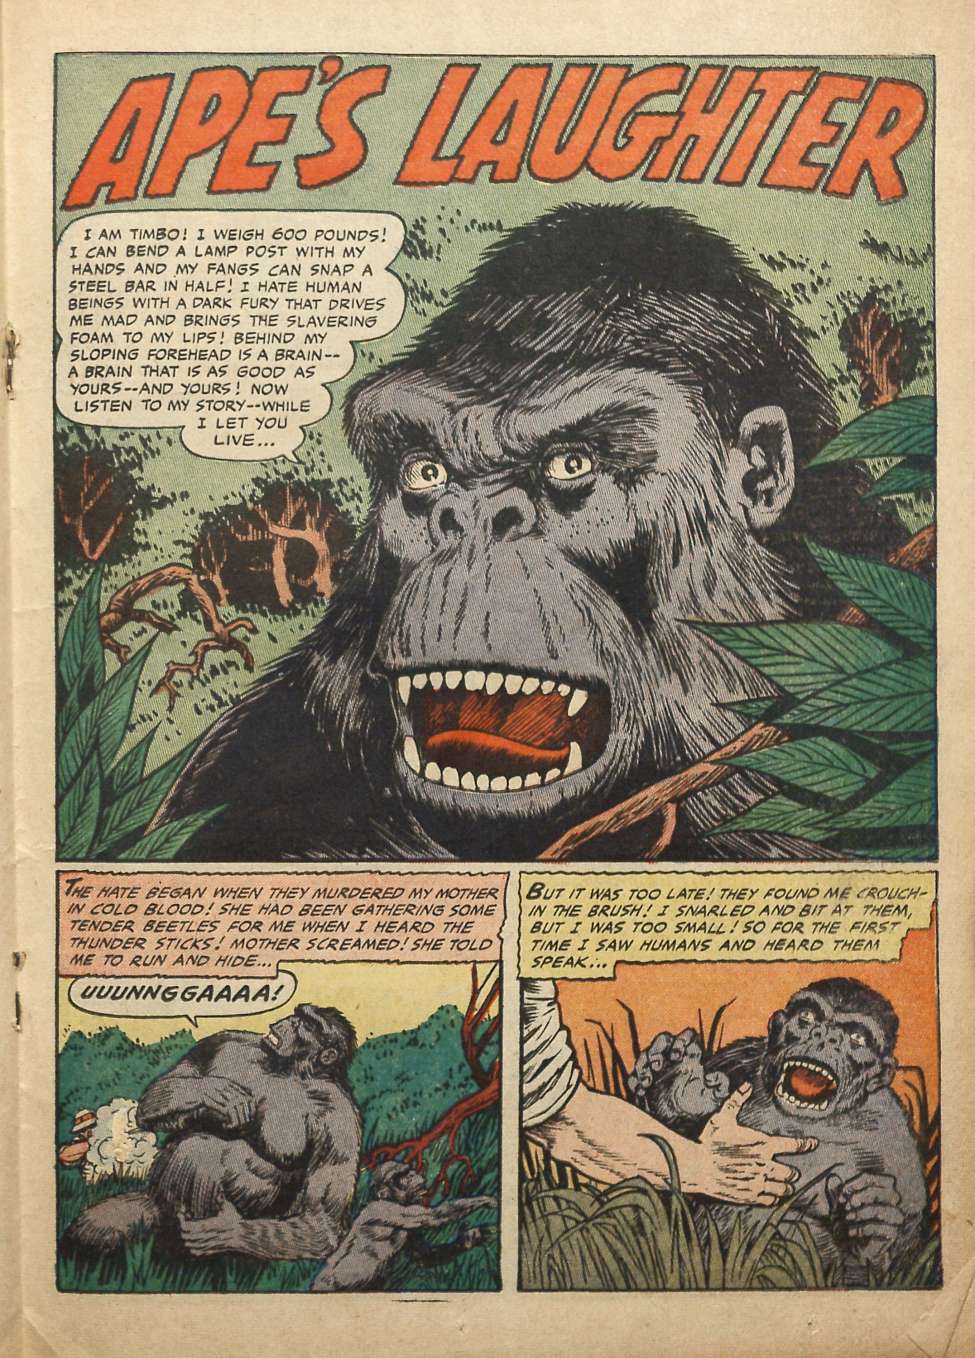 APE'S LAUGHTER
I AM TIMBO! I WEIGH 600 POUNDS!
I CAN BEND A LAMP POST WITH MY
HANDS AND MY FANGS CAN SNAP A
STEEL BAR IN HALF! I HATE HUMAN
BEINGS WITH A DARK FURY THAT DRIVES
ME MAD AND BRINGS THE SLAVERING
FOAM TO MY LIPS! BEHIND MY
SLOPING FOREHEAD IS A BRAIN--
A BRAIN THAT IS AS GOOD AS
YOURS--AND YOURS! NOW
LISTEN TO MY STORY--WHILE
I LET YOU
LIVE...
THE HATE BEGAN WHEN THEY MURDERED MY MOTHER
IN COLD BLOOD! SHE HAD BEEN GATHERING SOME
TENDER BEETLES FOR ME WHEN I HEARD THE
THUNDER STICKS! MOTHER SCREAMED! SHE TOLD
ME TO RUN AND HIDE...
UUUNNGGAAAA!
BUT IT WAS TOO LATE! THEY FOUND ME CROUCH-
IN THE BRUSH! I SNARLED AND BIT AT THEM,
BUT I WAS TOO SMALL! SO FOR THE FIRST
TIME I SAW HUMANS AND HEARD THEM
SPEAK...